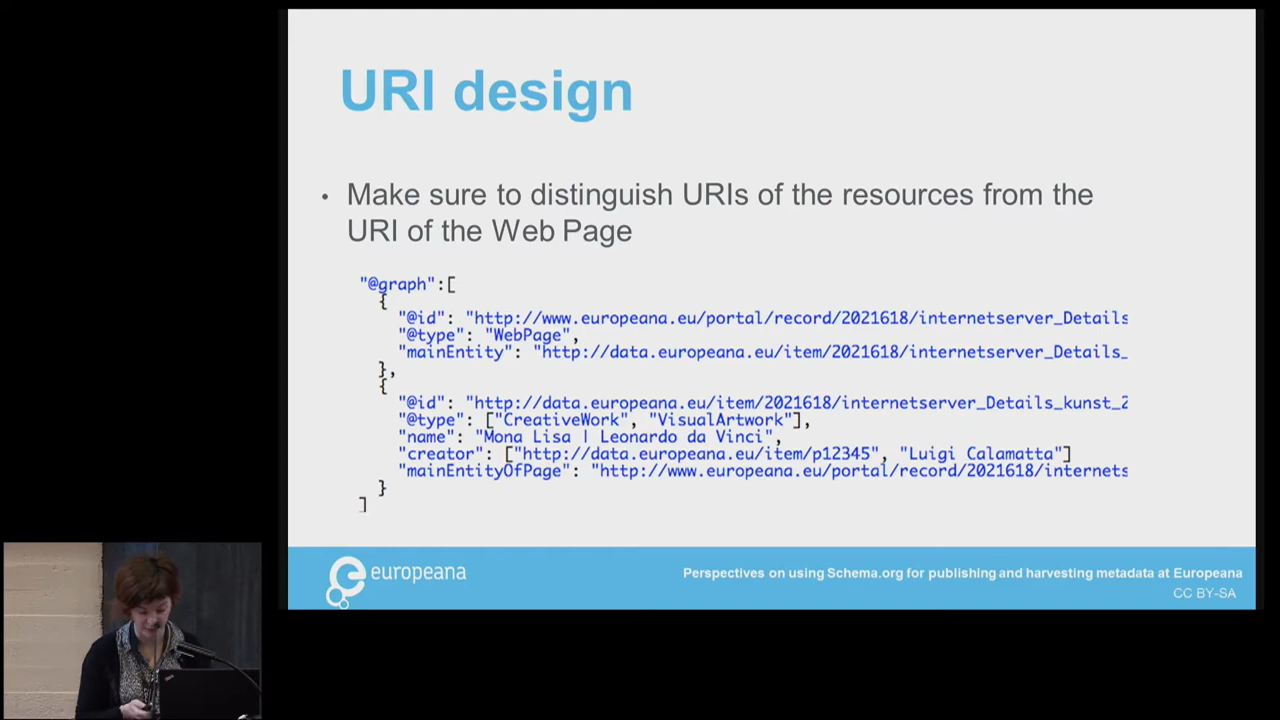 URI design
• Make sure to distinguish URIs of the resources from the
URI of the Web Page
"@graph":[
{
"@id": "http://www.europeana.eu/portal/record/2021618/internetserver_Details
"@type": "WebPage",
"mainEntity": "http://data.europeana.eu/item/2021618/internetserver_Details_
},
{
"@id": "http://data.europeana.eu/item/2021618/internetserver_Details_kunst_2
"@type": ["CreativeWork", "VisualArtwork"],
"name": "Mona Lisa | Leonardo da Vinci",
"creator": ["http://data.europeana.eu/item/p12345", "Luigi Calamatta"]
"mainEntityOfPage": "http://www.europeana.eu/portal/record/2021618/internets
}
]
europeana
Perspectives on using Schema.org for publishing and harvesting metadata at Europeana
CC BY-SA